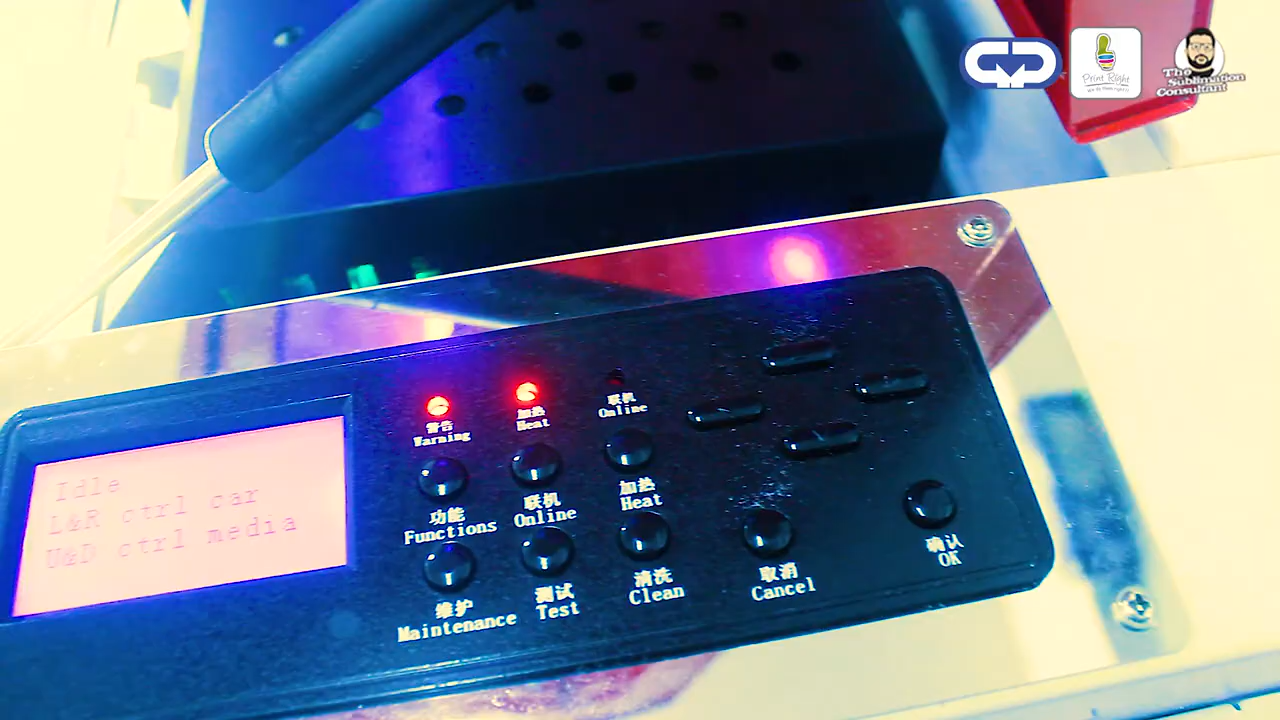 Print Right
The
Sublimation
Consultant
Idle
L&R ctrl car
U&D ctrl media
警告
Warning
加热
Heat
联机
Online
功能
Functions
联机
Online
加热
Heat
维护
Maintenance
测试
Test
清洗
Clean
取消
Cancel
确认
OK